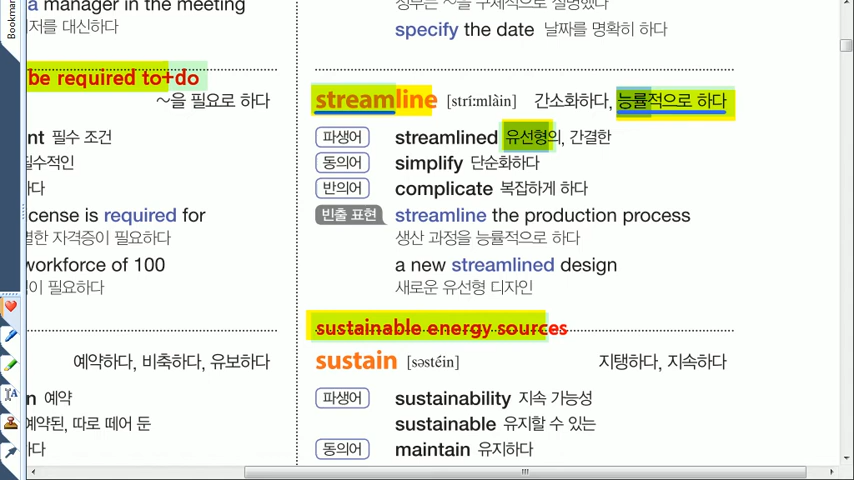 Bookmar
a manager in the meeting
저를 대신하다
be required to+do
~을 필요로 하다
nt 필수 조건
필수적인
하다
cense is required for
별한 자격증이 필요하다
workforce of 100
이 필요하다
예약하다, 비축하다, 유보하다
n 예약
예약된, 따로 떼어 둔
하다
정부는 ~을 구체적으로 설명했다
specify the date 날짜를 명확히 하다
streamline [stríːmlàin] 간소화하다, 능률적으로 하다
파생어 streamlined 유선형의, 간결한
동의어 simplify 단순화하다
반의어 complicate 복잡하게 하다
빈출 표현 streamline the production process
생산 과정을 능률적으로 하다
a new streamlined design
새로운 유선형 디자인
sustainable energy sources
sustain [səstéin] 지탱하다, 지속하다
파생어 sustainability 지속 가능성
sustainable 유지할 수 있는
동의어 maintain 유지하다